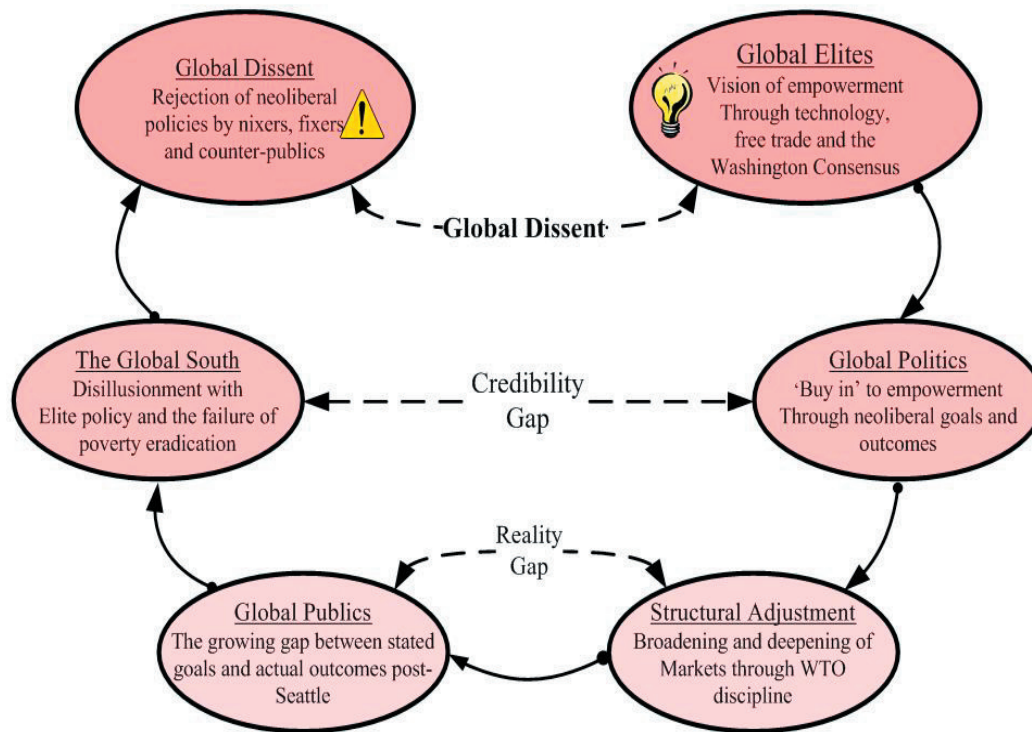 Global Dissent
Rejection of neoliberal
policies by nixers, fixers
and counter-publics
Global Elites
Vision of empowerment
Through technology,
free trade and the
Washington Consensus
Global Dissent
The Global South
Disillusionment with
Elite policy and the failure of
poverty eradication
Credibility
Gap
Global Politics
‘Buy in’ to empowerment
Through neoliberal goals and
outcomes
Reality
Gap
Global Publics
The growing gap between stated
goals and actual outcomes post-
Seattle
Structural Adjustment
Broadening and deepening of
Markets through WTO
discipline